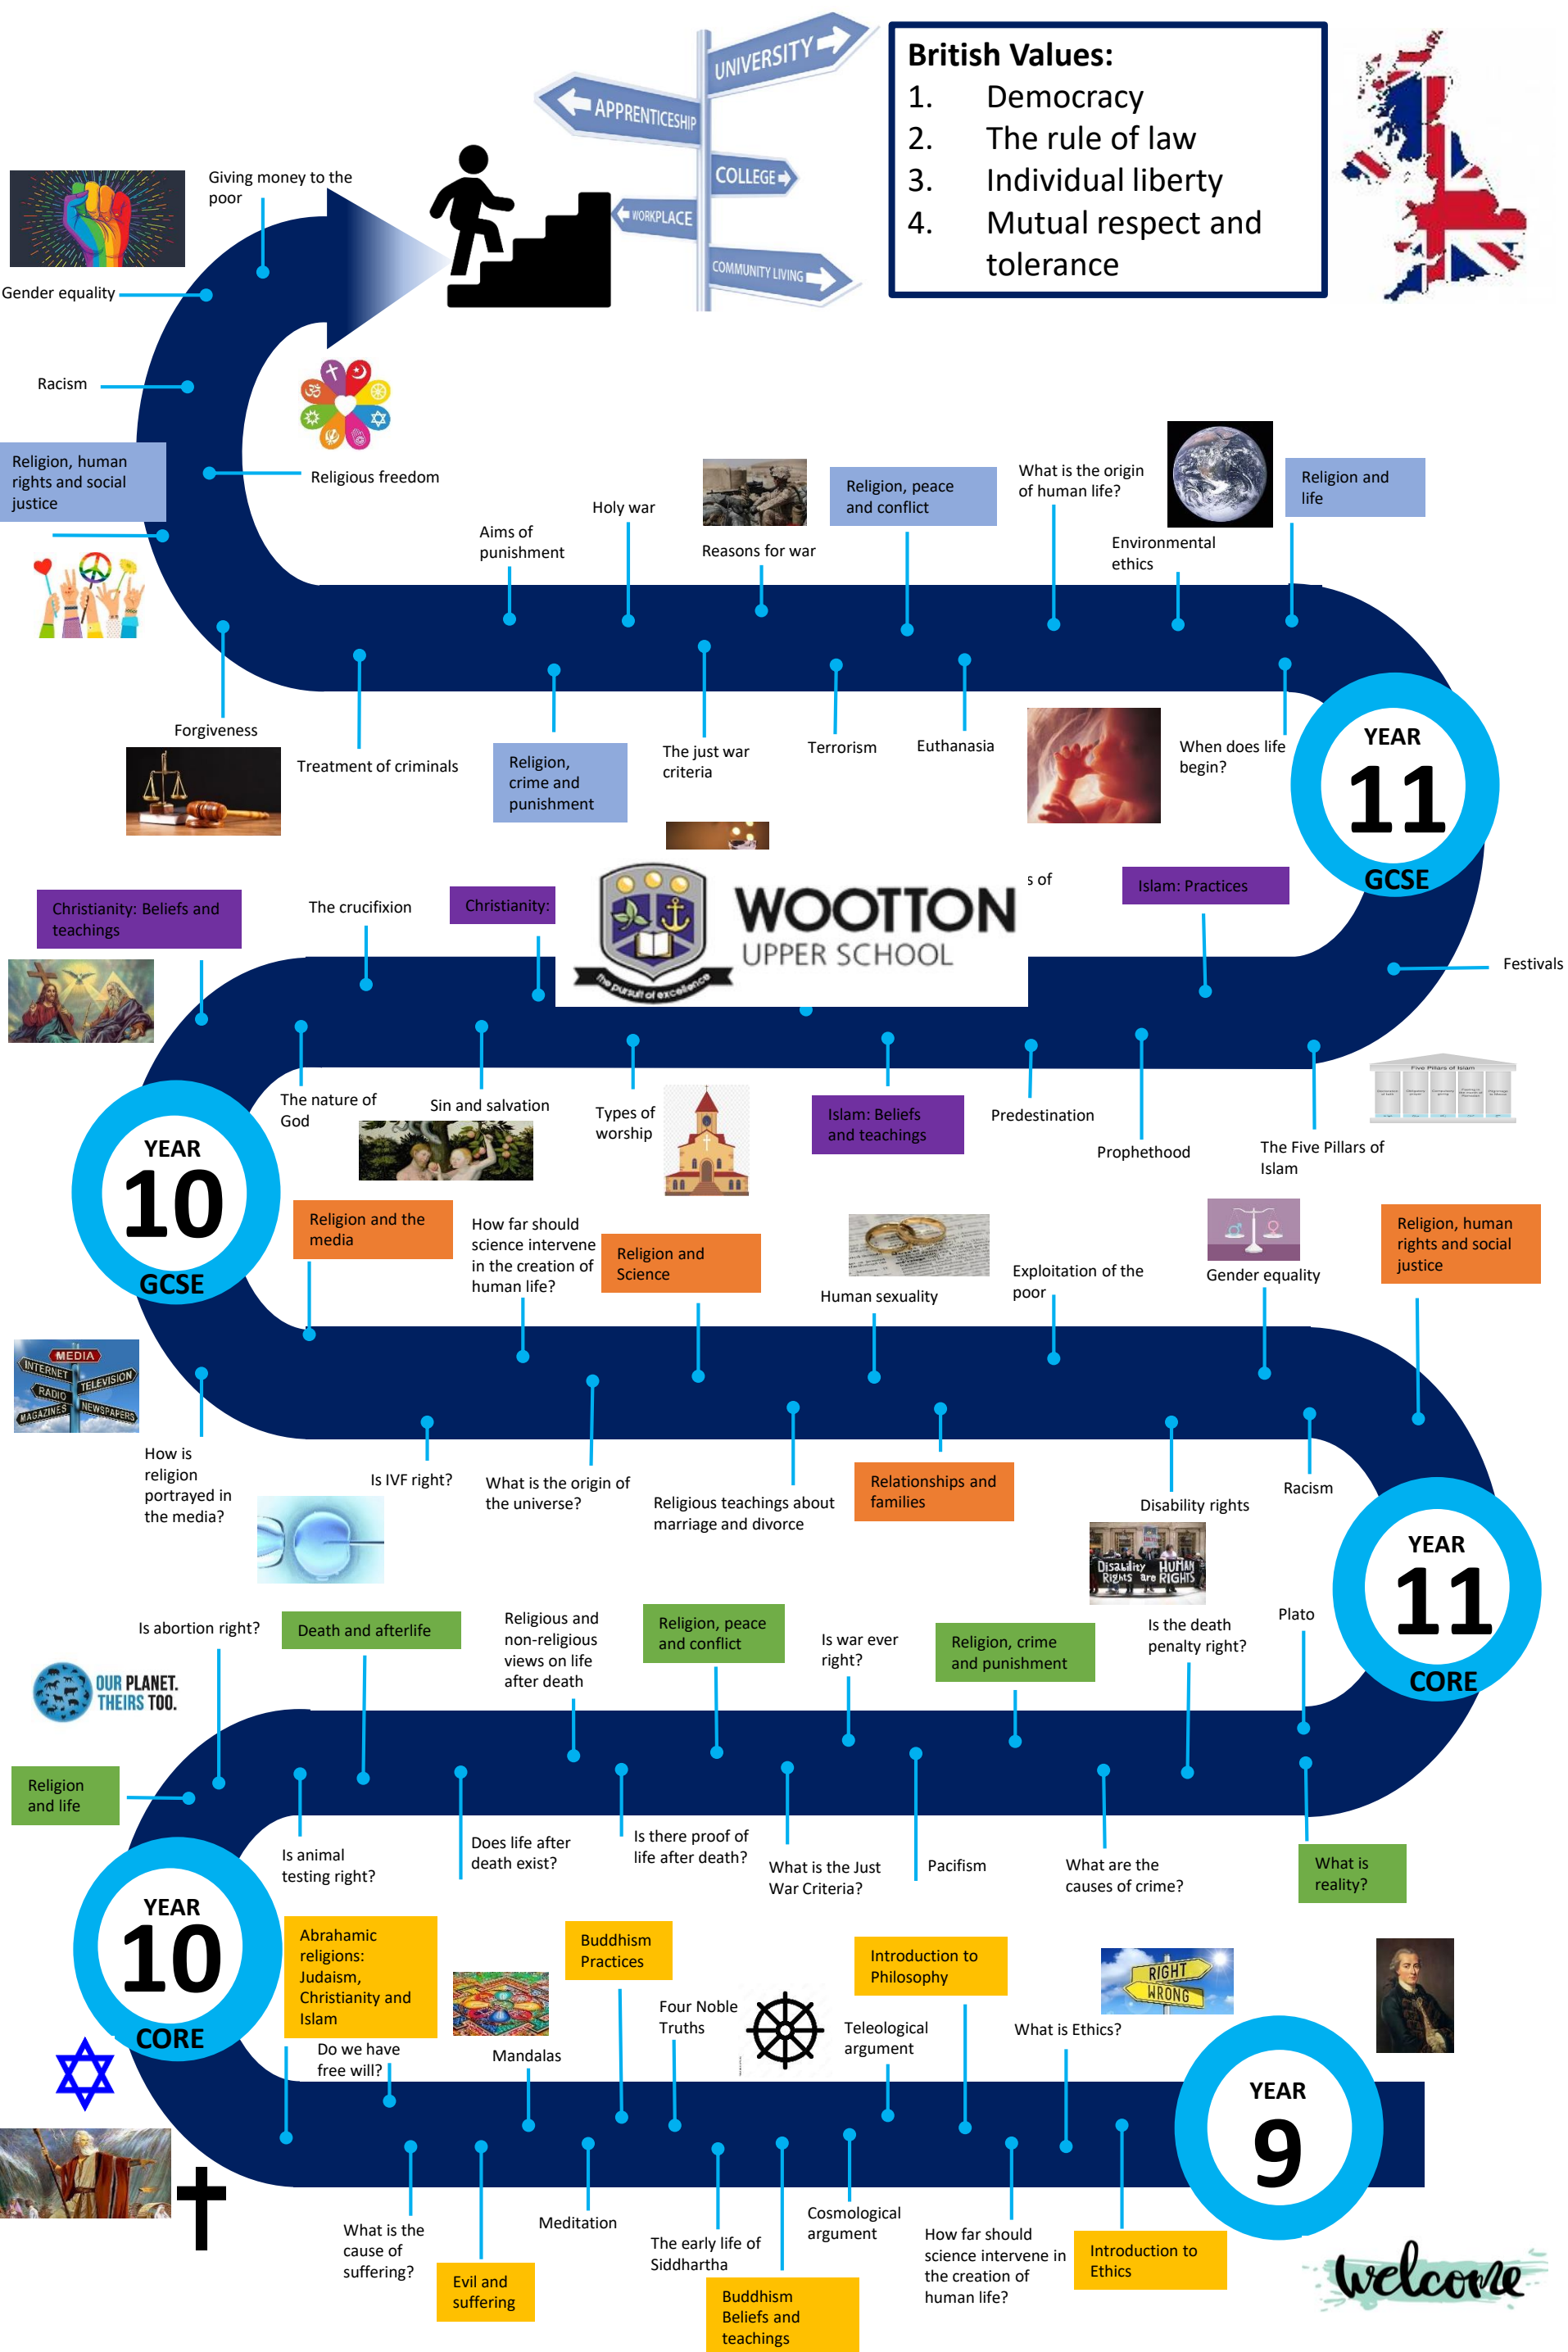 UNIVERSITY
APPRENTICESHIP
COLLEGE
WORKPLACE
COMMUNITY LIVING
British Values:
1. Democracy
2. The rule of law
3. Individual liberty
4. Mutual respect and
tolerance
Giving money to the
poor
Gender equality
Racism
Religion, human
rights and social
justice
Religious freedom
Aims of
punishment
Holy war
Reasons for war
Religion, peace
and conflict
What is the origin
of human life?
Environmental
ethics
Religion and
life
Forgiveness
Treatment of criminals
Religion,
crime and
punishment
The just war
criteria
Terrorism
Euthanasia
When does life
begin?
YEAR
11
GCSE
Christianity: Beliefs and
teachings
The crucifixion
Christianity:
WOOTTON
UPPER SCHOOL
the pursuit of excellence
s of
Islam: Practices
Festivals
The nature of
God
Sin and salvation
Types of
worship
Islam: Beliefs
and teachings
Predestination
Prophethood
The Five Pillars of
Islam
Five Pillars of Islam
YEAR
10
GCSE
Religion and the
media
How far should
science intervene
in the creation of
human life?
Religion and
Science
Human sexuality
Exploitation of the
poor
Gender equality
Religion, human
rights and social
justice
MEDIA
INTERNET
TELEVISION
RADIO
MAGAZINES
NEWSPAPERS
How is
religion
portrayed in
the media?
Is IVF right?
What is the origin of
the universe?
Religious teachings about
marriage and divorce
Relationships and
families
Disability rights
Disability HUMAN
Rights are RIGHTS
Racism
YEAR
11
CORE
Is abortion right?
Death and afterlife
Religious and
non-religious
views on life
after death
Religion, peace
and conflict
Is war ever
right?
Religion, crime
and punishment
Is the death
penalty right?
Plato
OUR PLANET.
THEIRS TOO.
Religion
and life
Is animal
testing right?
Does life after
death exist?
Is there proof of
life after death?
What is the Just
War Criteria?
Pacifism
What are the
causes of crime?
What is
reality?
YEAR
10
CORE
Abrahamic
religions:
Judaism,
Christianity and
Islam
Do we have
free will?
Mandalas
Buddhism
Practices
Four Noble
Truths
Teleological
argument
Introduction to
Philosophy
What is Ethics?
RIGHT
WRONG
YEAR
9
What is the
cause of
suffering?
Evil and
suffering
Meditation
The early life of
Siddhartha
Buddhism
Beliefs and
teachings
Cosmological
argument
How far should
science intervene in
the creation of
human life?
Introduction to
Ethics
welcome